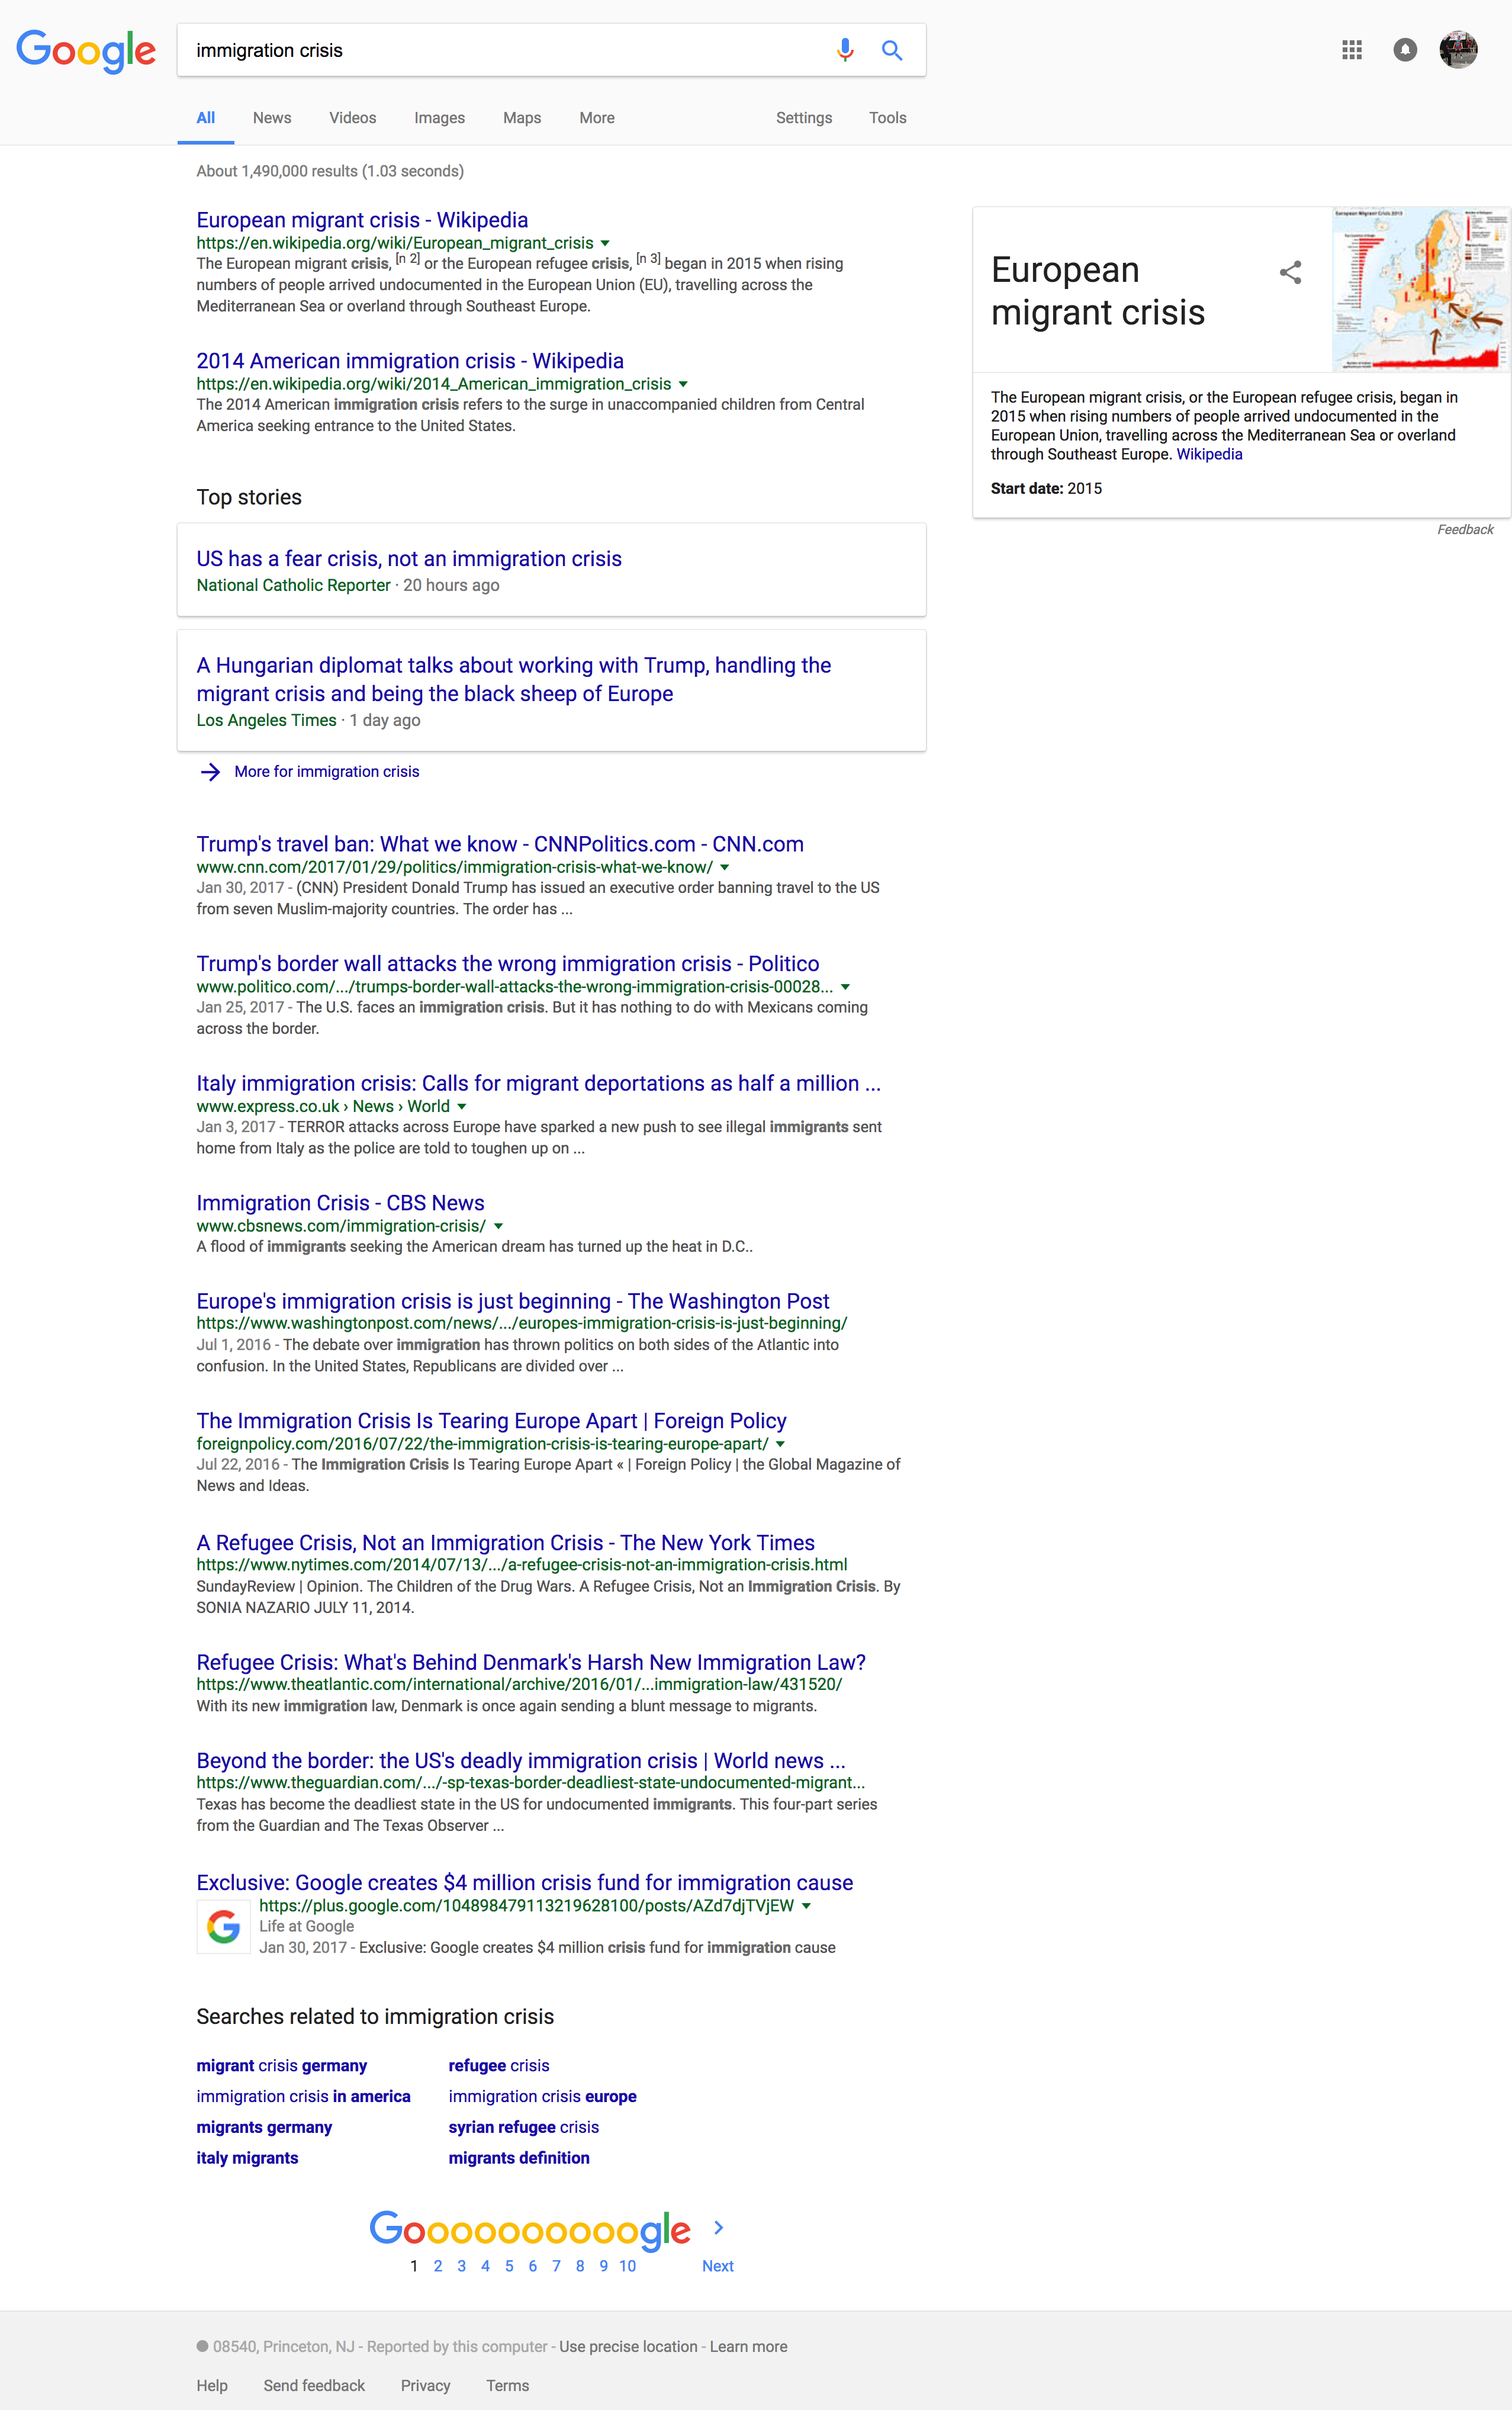 Google
immigration crisis
All News Videos Images Maps More Settings Tools
About 1,490,000 results (1.03 seconds)
European migrant crisis - Wikipedia
https://en.wikipedia.org/wiki/European_migrant_crisis
The European migrant crisis, [n 2] or the European refugee crisis, [n 3] began in 2015 when rising
numbers of people arrived undocumented in the European Union (EU), travelling across the
Mediterranean Sea or overland through Southeast Europe.
2014 American immigration crisis - Wikipedia
https://en.wikipedia.org/wiki/2014_American_immigration_crisis
The 2014 American immigration crisis refers to the surge in unaccompanied children from Central
America seeking entrance to the United States.
Top stories
US has a fear crisis, not an immigration crisis
National Catholic Reporter · 20 hours ago
A Hungarian diplomat talks about working with Trump, handling the
migrant crisis and being the black sheep of Europe
Los Angeles Times · 1 day ago
More for immigration crisis
Trump's travel ban: What we know - CNNPolitics.com - CNN.com
www.cnn.com/2017/01/29/politics/immigration-crisis-what-we-know/
Jan 30, 2017 - (CNN) President Donald Trump has issued an executive order banning travel to the US
from seven Muslim-majority countries. The order has ...
Trump's border wall attacks the wrong immigration crisis - Politico
www.politico.com/.../trumps-border-wall-attacks-the-wrong-immigration-crisis-00028...
Jan 25, 2017 - The U.S. faces an immigration crisis. But it has nothing to do with Mexicans coming
across the border.
Italy immigration crisis: Calls for migrant deportations as half a million ...
www.express.co.uk › News › World
Jan 3, 2017 - TERROR attacks across Europe have sparked a new push to see illegal immigrants sent
home from Italy as the police are told to toughen up on ...
Immigration Crisis - CBS News
www.cbsnews.com/immigration-crisis/
A flood of immigrants seeking the American dream has turned up the heat in D.C..
Europe's immigration crisis is just beginning - The Washington Post
https://www.washingtonpost.com/news/.../europes-immigration-crisis-is-just-beginning/
Jul 1, 2016 - The debate over immigration has thrown politics on both sides of the Atlantic into
confusion. In the United States, Republicans are divided over ...
The Immigration Crisis Is Tearing Europe Apart | Foreign Policy
foreignpolicy.com/2016/07/22/the-immigration-crisis-is-tearing-europe-apart/
Jul 22, 2016 - The Immigration Crisis Is Tearing Europe Apart « | Foreign Policy | the Global Magazine of
News and Ideas.
A Refugee Crisis, Not an Immigration Crisis - The New York Times
https://www.nytimes.com/2014/07/13/.../a-refugee-crisis-not-an-immigration-crisis.html
SundayReview | Opinion. The Children of the Drug Wars. A Refugee Crisis, Not an Immigration Crisis. By
SONIA NAZARIO JULY 11, 2014.
Refugee Crisis: What's Behind Denmark's Harsh New Immigration Law?
https://www.theatlantic.com/international/archive/2016/01/...immigration-law/431520/
With its new immigration law, Denmark is once again sending a blunt message to migrants.
Beyond the border: the US's deadly immigration crisis | World news ...
https://www.theguardian.com/.../-sp-texas-border-deadliest-state-undocumented-migrant...
Texas has become the deadliest state in the US for undocumented immigrants. This four-part series
from the Guardian and The Texas Observer ...
Exclusive: Google creates $4 million crisis fund for immigration cause
https://plus.google.com/104898479113219628100/posts/AZd7djTVjEW
Life at Google
Jan 30, 2017 - Exclusive: Google creates $4 million crisis fund for immigration cause
Searches related to immigration crisis
migrant crisis germany refugee crisis
immigration crisis in america immigration crisis europe
migrants germany syrian refugee crisis
italy migrants migrants definition
Goooooooooogle
1 2 3 4 5 6 7 8 9 10 Next
European
migrant crisis
European Migrant Crisis 2015
The European migrant crisis, or the European refugee crisis, began in
2015 when rising numbers of people arrived undocumented in the
European Union, travelling across the Mediterranean Sea or overland
through Southeast Europe. Wikipedia
Start date: 2015
Feedback
08540, Princeton, NJ - Reported by this computer - Use precise location - Learn more
Help Send feedback Privacy Terms